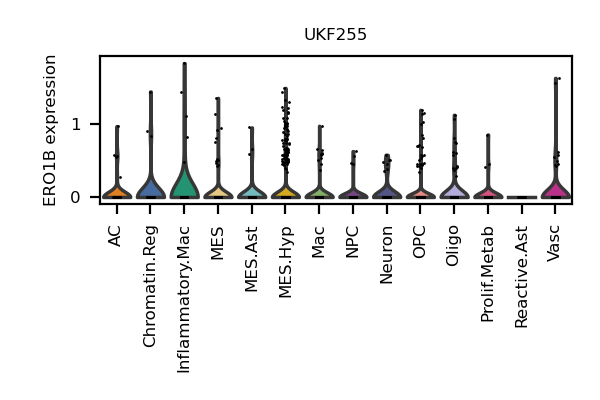 UKF255
ERO1B expression
1
0
AC
Chromatin.Reg
Inflammatory.Mac
MES
MES.Ast
MES.Hyp
Mac
NPC
Neuron
OPC
Oligo
Prolif.Metab
Reactive.Ast
Vasc